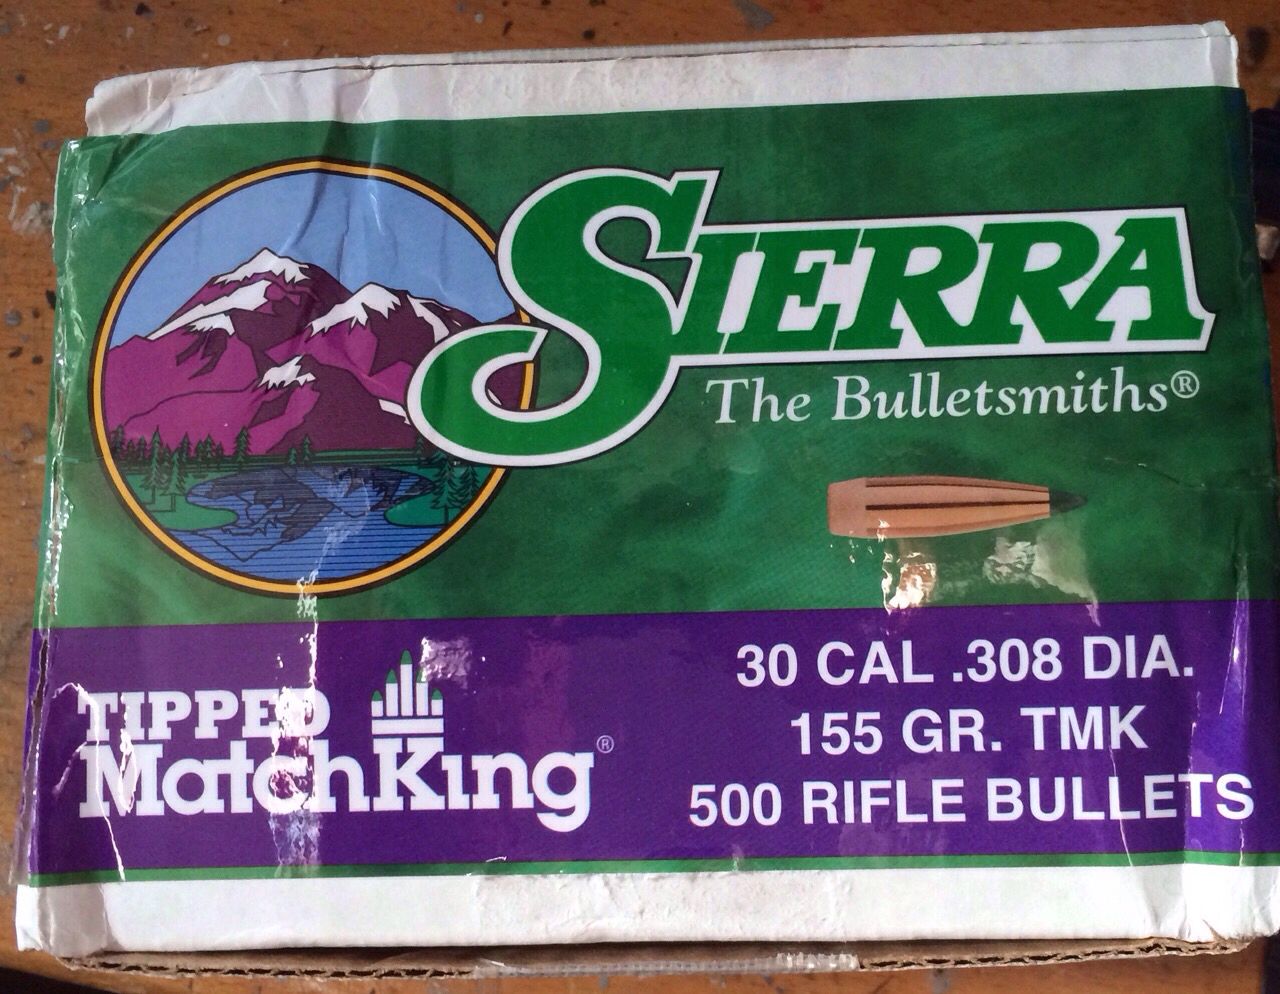 SIERRA
The Bulletsmiths®
TIPPED
MatchKing®
30 CAL .308 DIA.
155 GR. TMK
500 RIFLE BULLETS